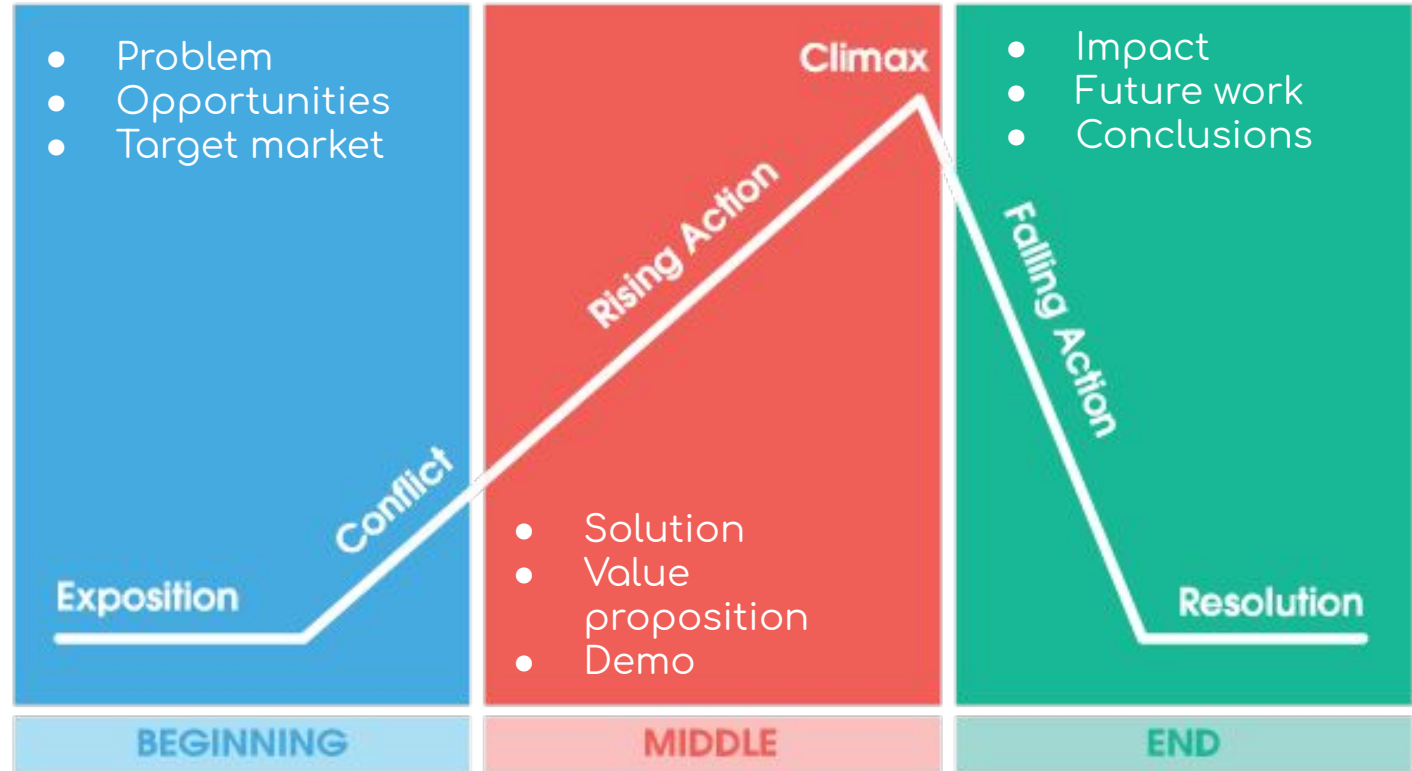 ● Problem
● Opportunities
● Target market
Exposition
Conflict
BEGINNING
Climax
Rising Action
● Solution
● Value
proposition
● Demo
MIDDLE
● Impact
● Future work
● Conclusions
Falling Action
Resolution
END